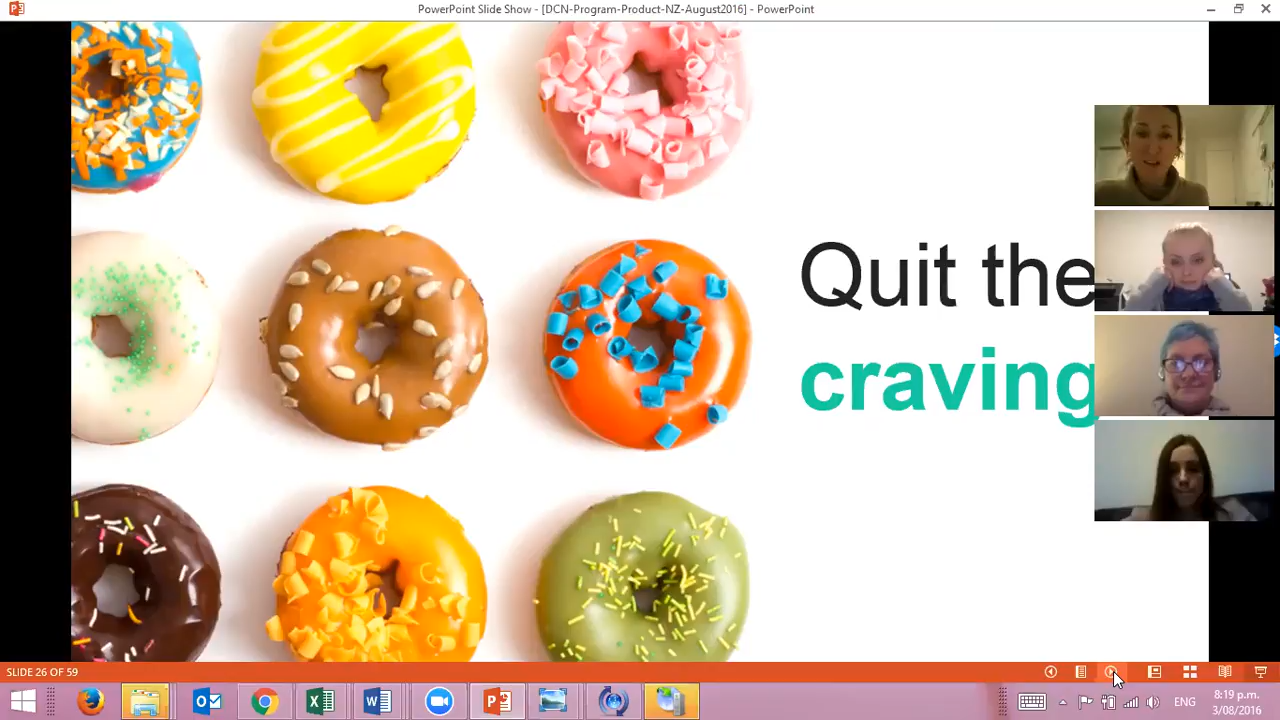 PowerPoint Slide Show - [DCN-Program-Product-NZ-August2016] - PowerPoint
Quit the
craving
SLIDE 26 OF 59
ENG
8:19 p.m.
3/08/2016